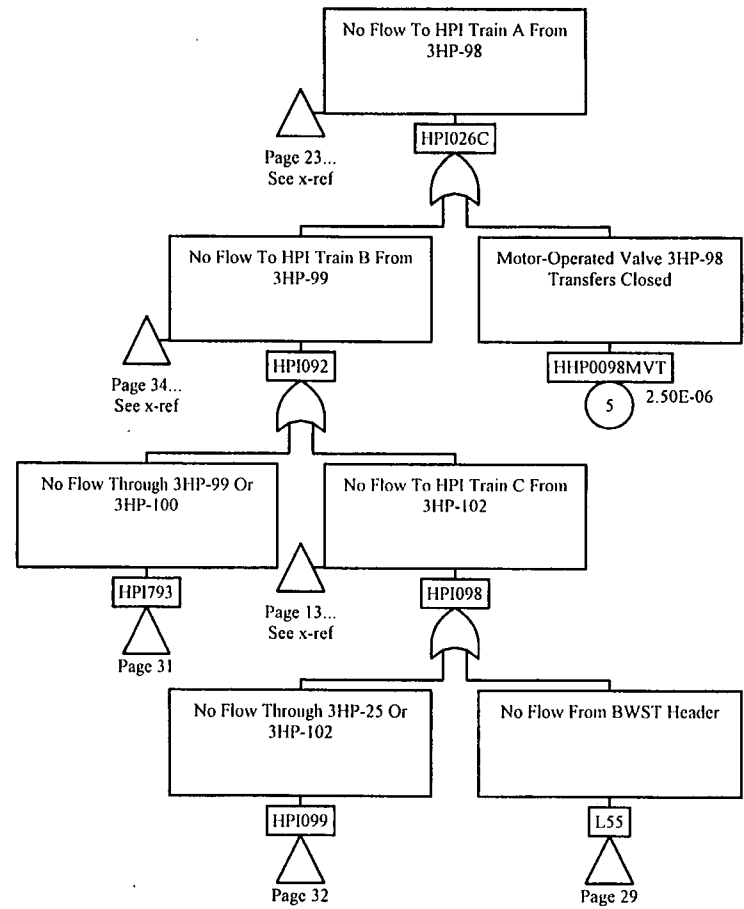 No Flow To HPI Train A From
3HP-98
Page 23...
See x-ref
HPI026C
No Flow To HPI Train B From
3HP-99
Motor-Operated Valve 3HP-98
Transfers Closed
Page 34...
See x-ref
HPI092
HHP0098MVT
5
2.50E-06
No Flow Through 3HP-99 Or
3HP-100
No Flow To HPI Train C From
3HP-102
HPI793
Page 31
Page 13...
See x-ref
HPI098
No Flow Through 3HP-25 Or
3HP-102
No Flow From BWST Header
HPI099
Page 32
L55
Page 29